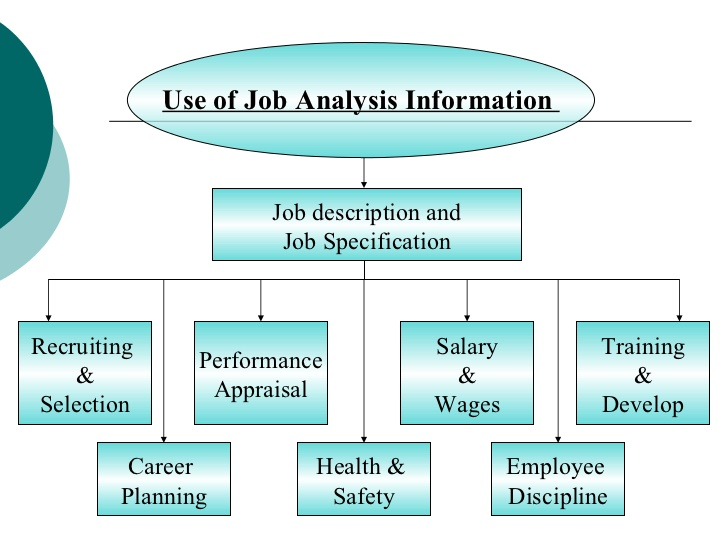 Use of Job Analysis Information
Job description and
Job Specification
Recruiting
&
Selection
Performance
Appraisal
Salary
&
Wages
Training
&
Develop
Career
Planning
Health &
Safety
Employee
Discipline